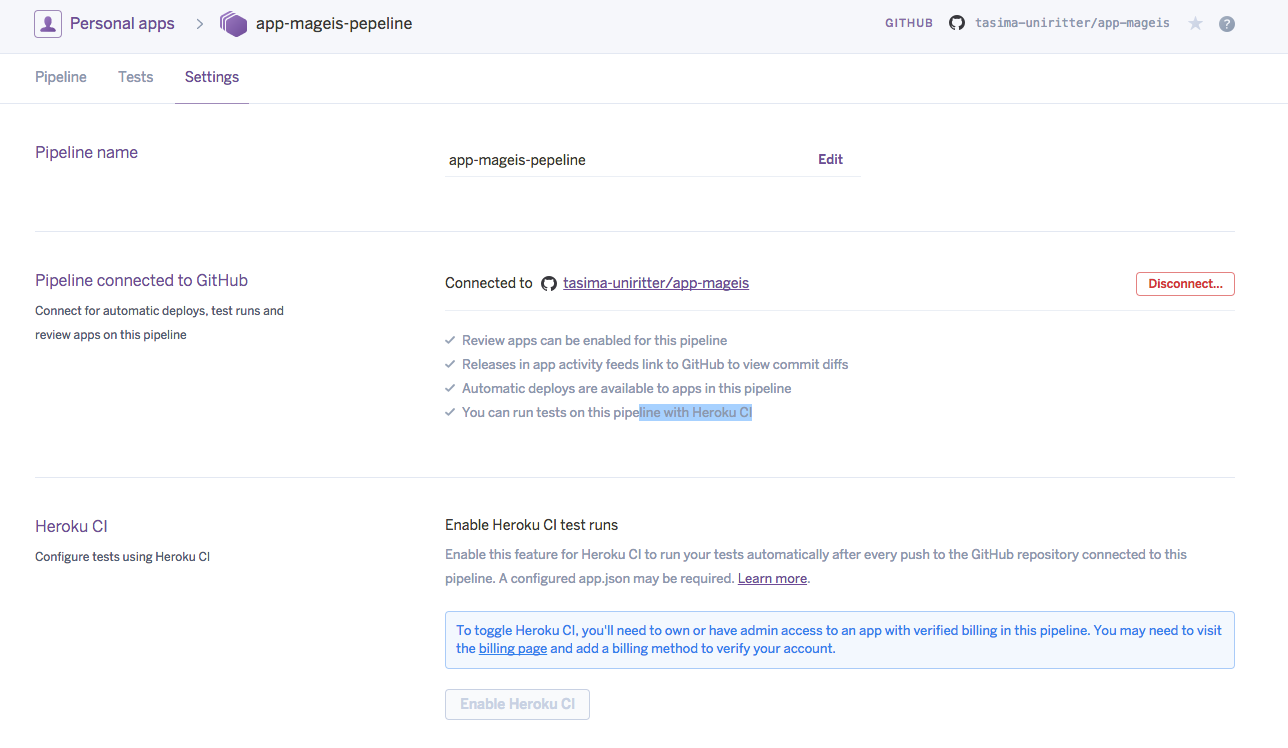 Personal apps > app-mageis-pepeline GITHUB tasima-uniritter/app-mageis ?
Pipeline Tests Settings
Pipeline name
app-mageis-pepeline Edit
Pipeline connected to GitHub
Connect for automatic deploys, test runs and
review apps on this pipeline
Connected to tasima-uniritter/app-mageis Disconnect...
Review apps can be enabled for this pipeline
Releases in app activity feeds link to GitHub to view commit diffs
Automatic deploys are available to apps in this pipeline
You can run tests on this pipeline with Heroku CI
Heroku CI
Configure tests using Heroku CI
Enable Heroku CI test runs
Enable this feature for Heroku CI to run your tests automatically after every push to the GitHub repository connected to this
pipeline. A configured app.json may be required. Learn more.
To toggle Heroku CI, you'll need to own or have admin access to an app with verified billing in this pipeline. You may need to visit
the billing page and add a billing method to verify your account.
Enable Heroku CI